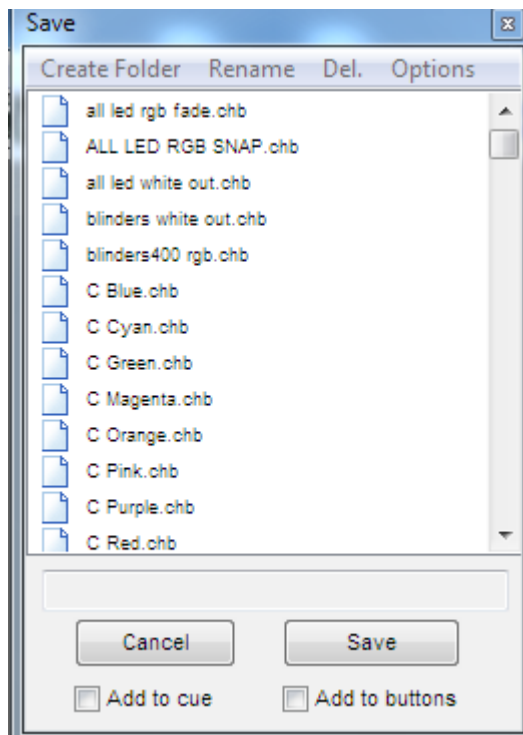 Save
Create Folder Rename Del. Options
all led rgb fade.chb
ALL LED RGB SNAP.chb
all led white out.chb
blinders white out.chb
blinders400 rgb.chb
C Blue.chb
C Cyan.chb
C Green.chb
C Magenta.chb
C Orange.chb
C Pink.chb
C Purple.chb
C Red.chb
Cancel Save
Add to cue Add to buttons